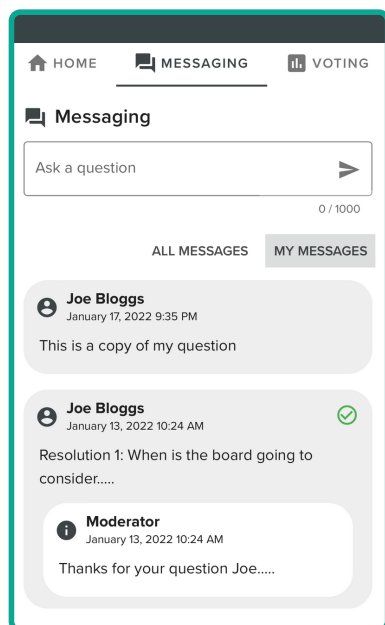 HOME MESSAGING VOTING
Messaging
Ask a question
0 / 1000
ALL MESSAGES MY MESSAGES
Joe Bloggs
January 17, 2022 9:35 PM
This is a copy of my question
Joe Bloggs
January 13, 2022 10:24 AM
Resolution 1: When is the board going to
consider.....
Moderator
January 13, 2022 10:24 AM
Thanks for your question Joe.....